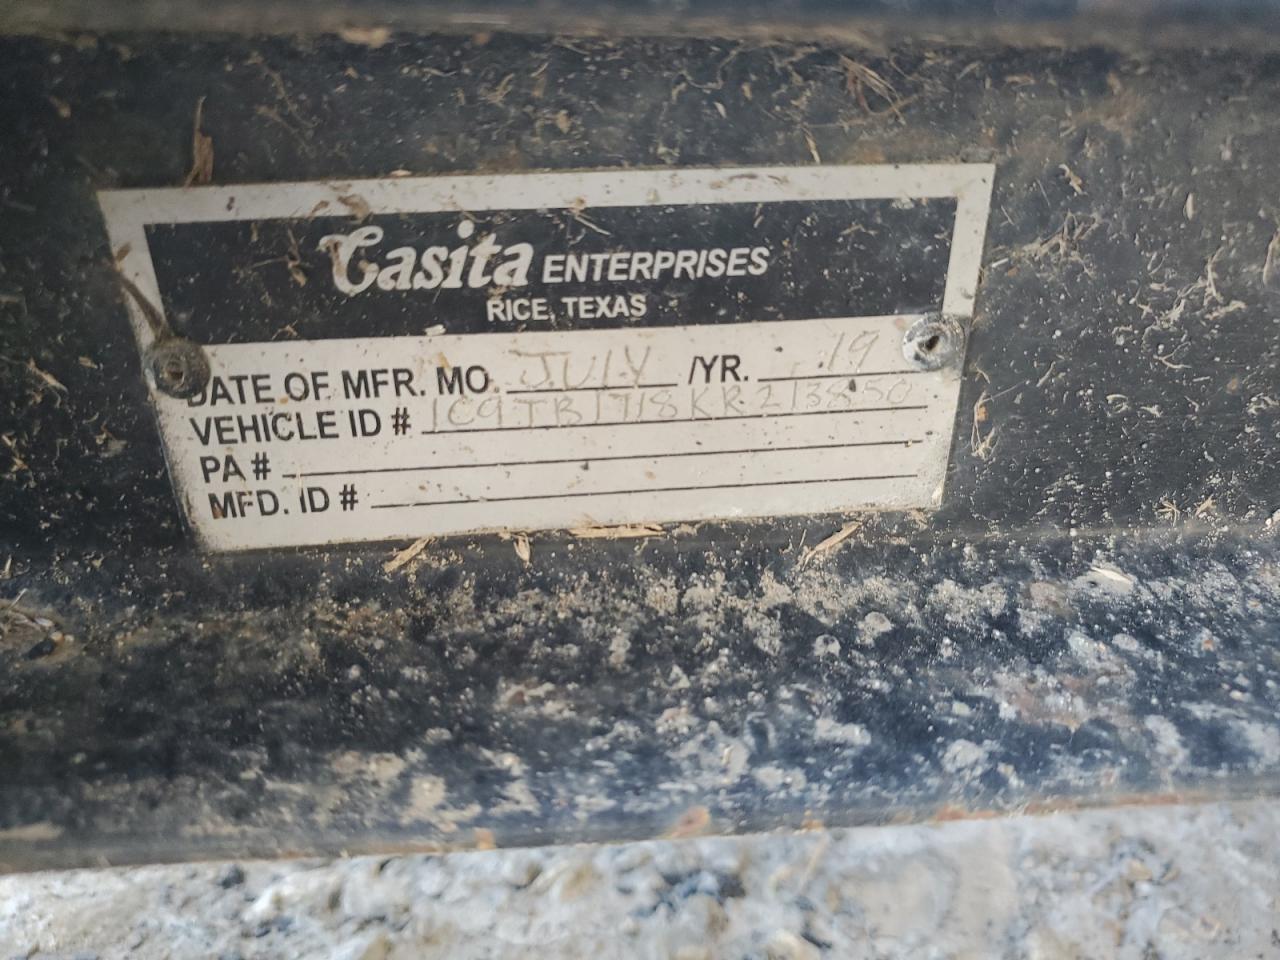 Casita ENTERPRISES
RICE, TEXAS
DATE OF MFR. MO. JULY /YR. 19
VEHICLE ID # 1C9TB1718KR213850
PA #
MFD. ID #